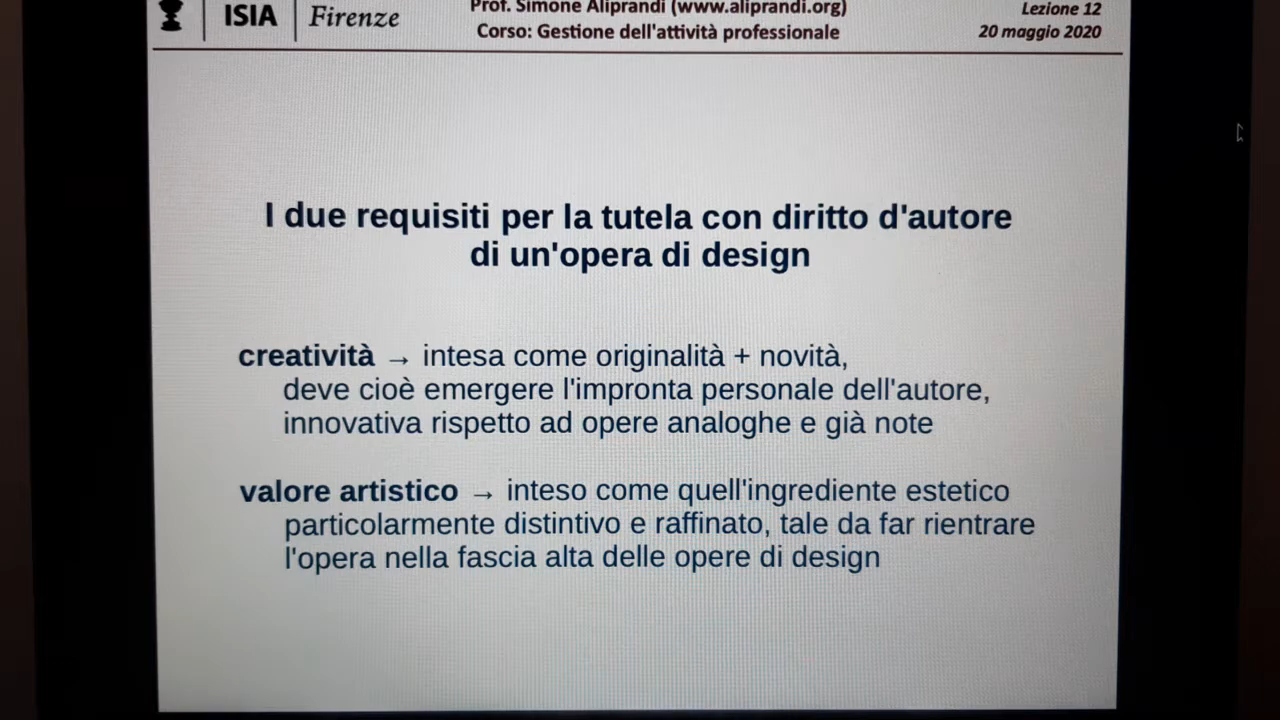 ISIA Firenze
Prof. Simone Aliprandi (www.aliprandi.org)
Corso: Gestione dell'attività professionale
Lezione 12
20 maggio 2020
I due requisiti per la tutela con diritto d'autore
di un'opera di design
creatività → intesa come originalità + novità,
deve cioè emergere l'impronta personale dell'autore,
innovativa rispetto ad opere analoghe e già note
valore artistico → inteso come quell'ingrediente estetico
particolarmente distintivo e raffinato, tale da far rientrare
l'opera nella fascia alta delle opere di design